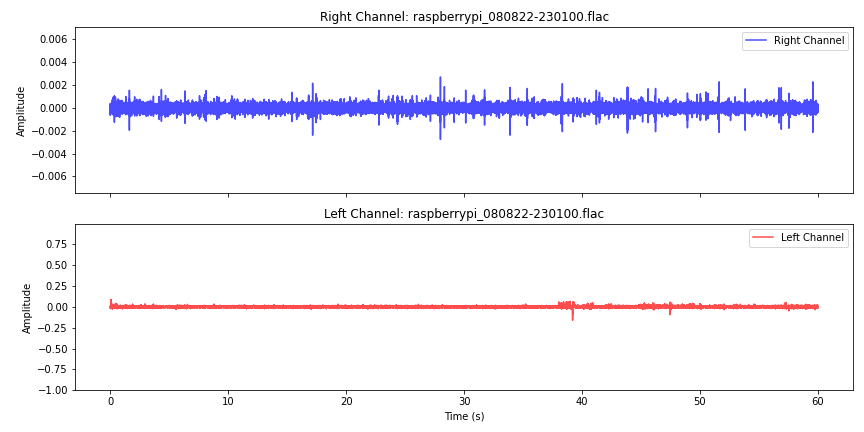 Right Channel: raspberrypi_080822-230100.flac
Right Channel
0.006
0.004
0.002
0.000
−0.002
−0.004
−0.006
Amplitude
Left Channel: raspberrypi_080822-230100.flac
Left Channel
0.75
0.50
0.25
0.00
−0.25
−0.50
−0.75
−1.00
Amplitude
0 10 20 30 40 50 60
Time (s)